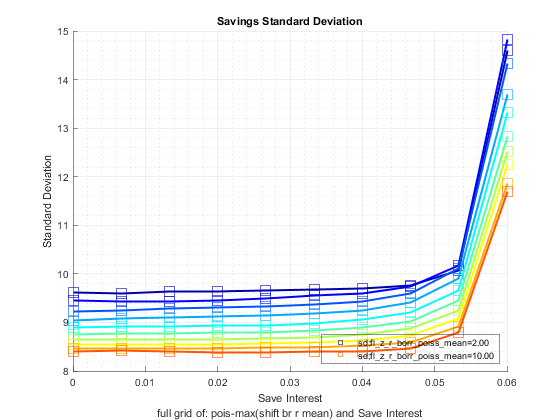 Savings Standard Deviation
15
14
13
12
11
10
9
8
Standard Deviation
sd:fl_z_r_borr_poiss_mean=2.00
sd:fl_z_r_borr_poiss_mean=10.00
0
0.01
0.02
0.03
0.04
0.05
0.06
Save Interest
full grid of: pois-max(shift br r mean) and Save Interest